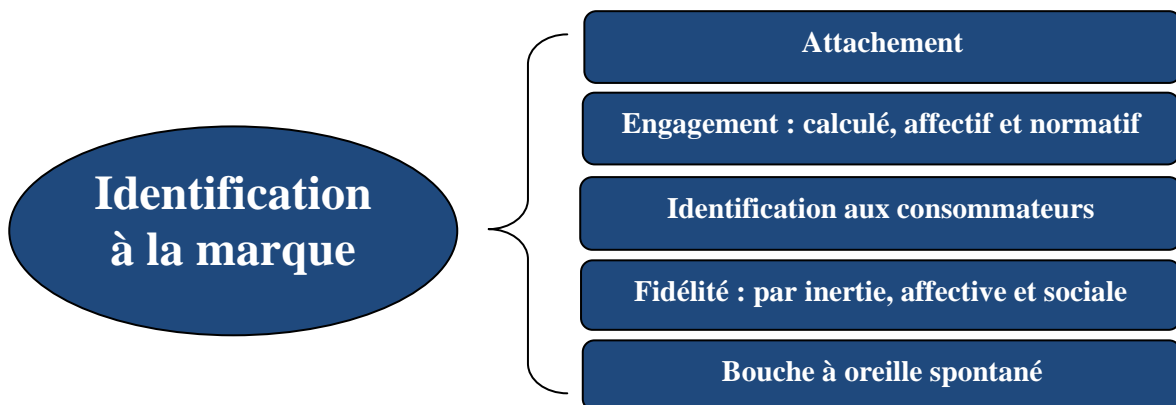 Identification
à la marque
Attachement
Engagement : calculé, affectif et normatif
Identification aux consommateurs
Fidélité : par inertie, affective et sociale
Bouche à oreille spontané